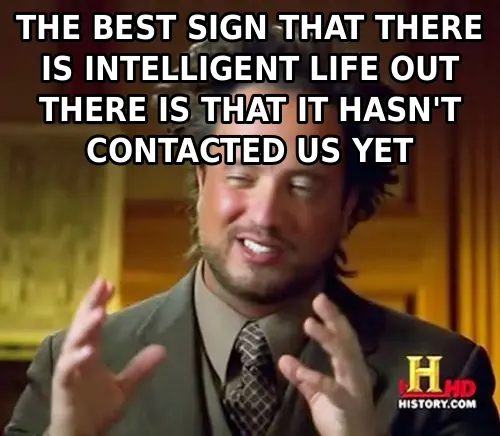 THE BEST SIGN THAT THERE
IS INTELLIGENT LIFE OUT
THERE IS THAT IT HASN'T
CONTACTED US YET
H HD
HISTORY.COM